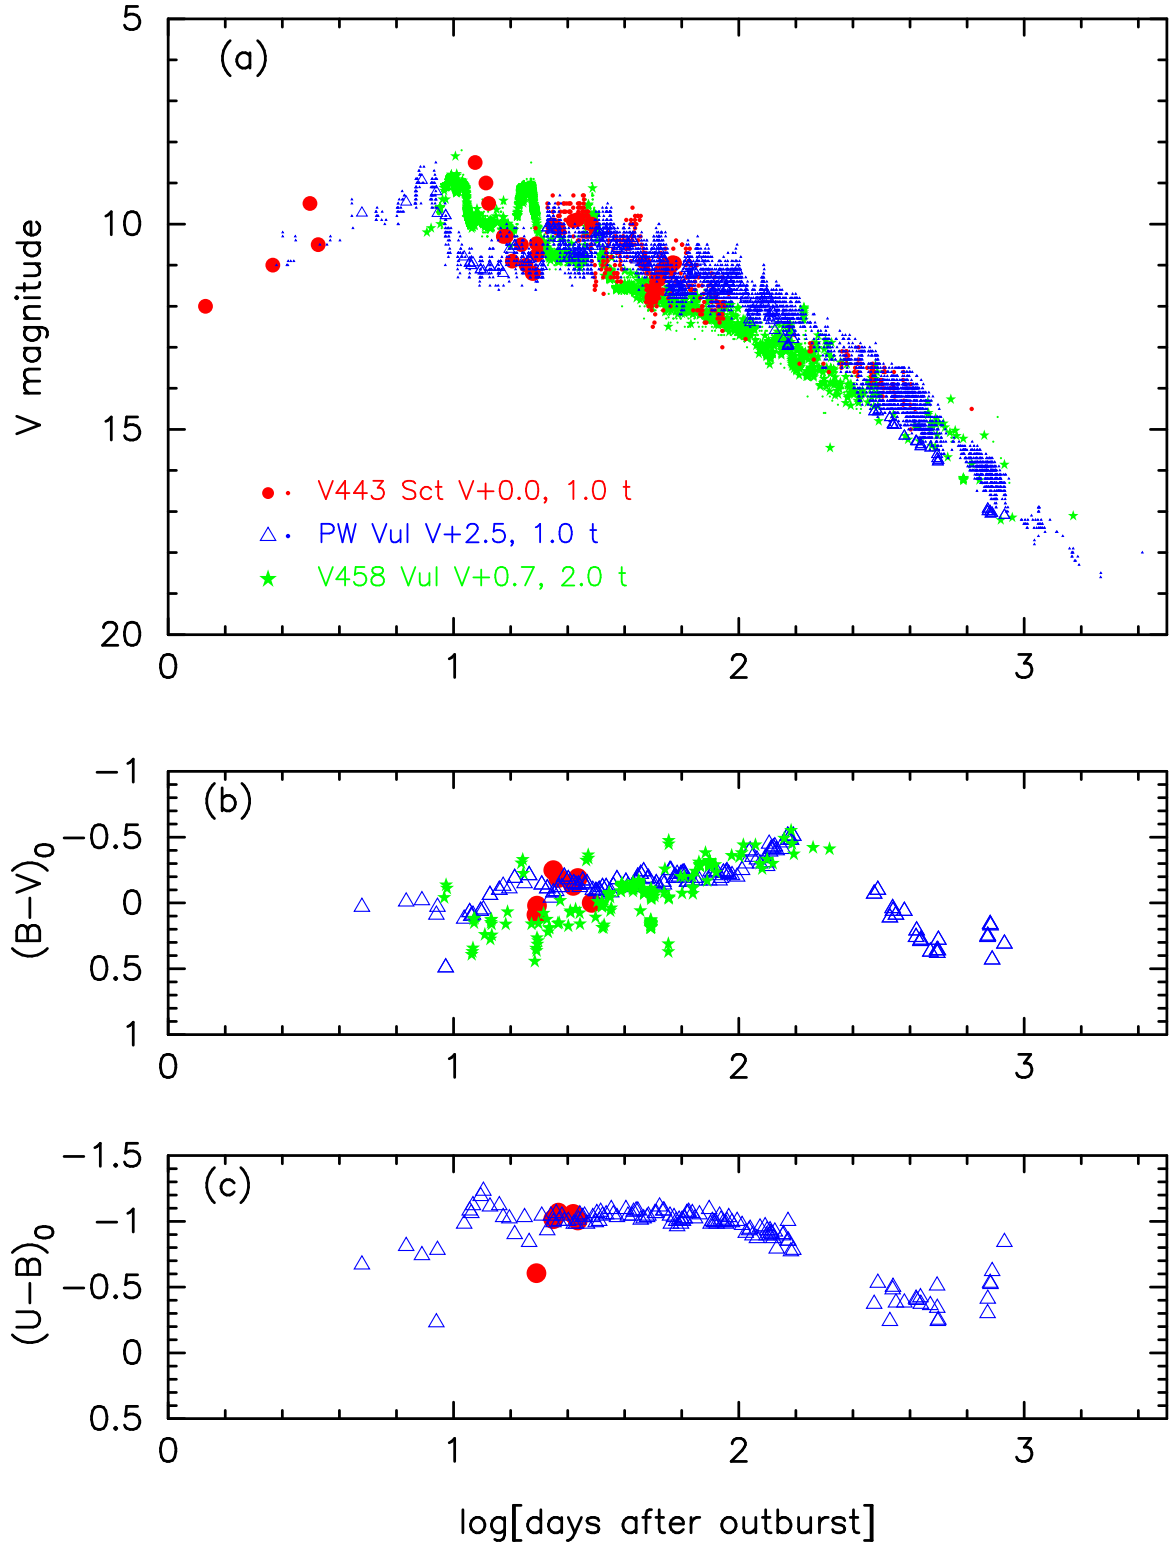 5
(a)
10
V magnitude
15
V443 Sct V+0.0, 1.0 t
PW Vul V+2.5, 1.0 t
V458 Vul V+0.7, 2.0 t
20
0 1 2 3
−1
(b)
−0.5
0
(B−V)0
0.5
1
0 1 2 3
−1.5
(c)
−1
−0.5
(U−B)0
0
0.5
0 1 2 3
log[days after outburst]